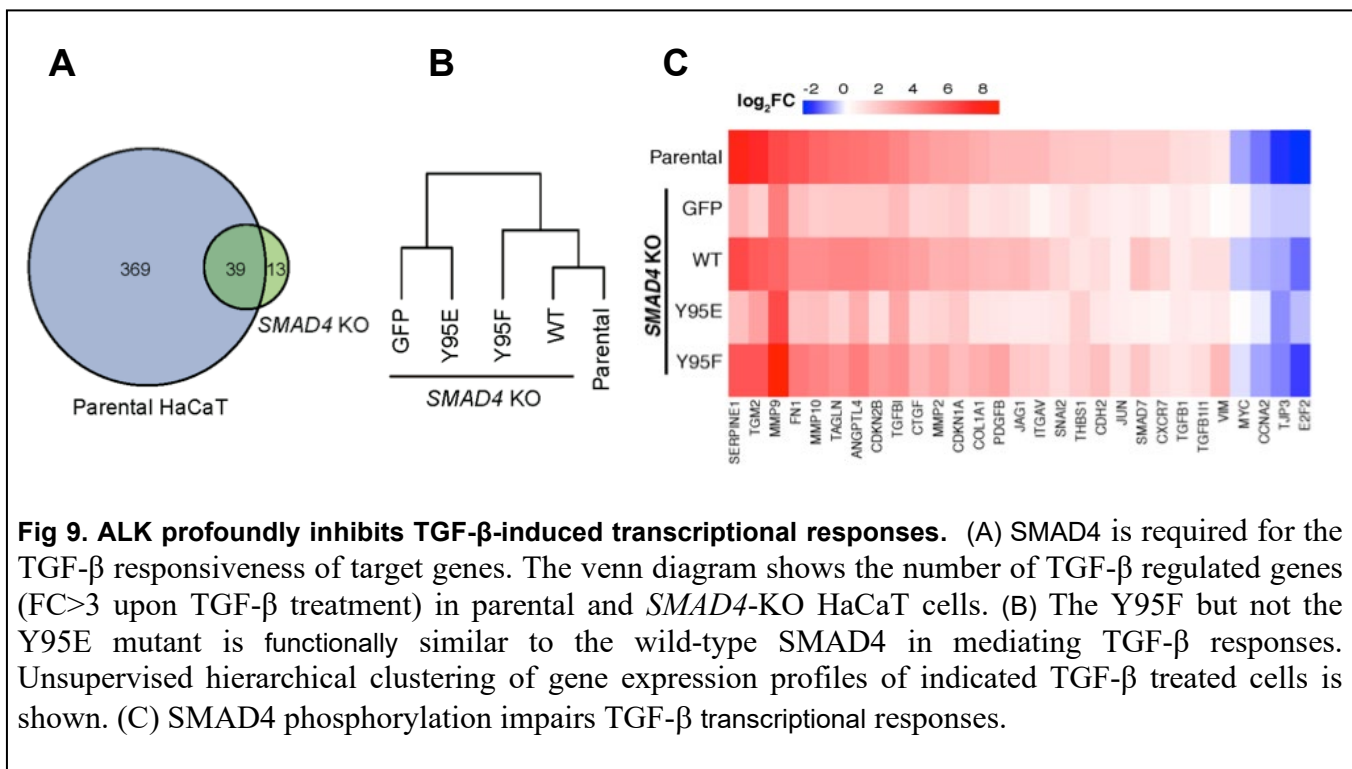 A
B
C
log2FC
-2 0 2 4 6 8
369
39
13
SMAD4 KO
Parental HaCaT
GFP
Y95E
Y95F
WT
Parental
SMAD4 KO
Parental
GFP
WT
Y95E
Y95F
SMAD4 KO
SERPINE1
TGM2
MMP9
FN1
MMP10
TAGLN
ANGPTL4
CDKN2B
TGFBI
CTGF
MMP2
CDKN1A
COL1A1
PDGFB
JAG1
ITGAV
SNAI2
THBS1
CDH2
JUN
SMAD7
CXCR7
TGFB1
TGFB1I1
VIM
MYC
CCNA2
TJP3
E2F2
Fig 9. ALK profoundly inhibits TGF-β-induced transcriptional responses. (A) SMAD4 is required for the
TGF-β responsiveness of target genes. The venn diagram shows the number of TGF-β regulated genes
(FC>3 upon TGF-β treatment) in parental and SMAD4-KO HaCaT cells. (B) The Y95F but not the
Y95E mutant is functionally similar to the wild-type SMAD4 in mediating TGF-β responses.
Unsupervised hierarchical clustering of gene expression profiles of indicated TGF-β treated cells is
shown. (C) SMAD4 phosphorylation impairs TGF-β transcriptional responses.